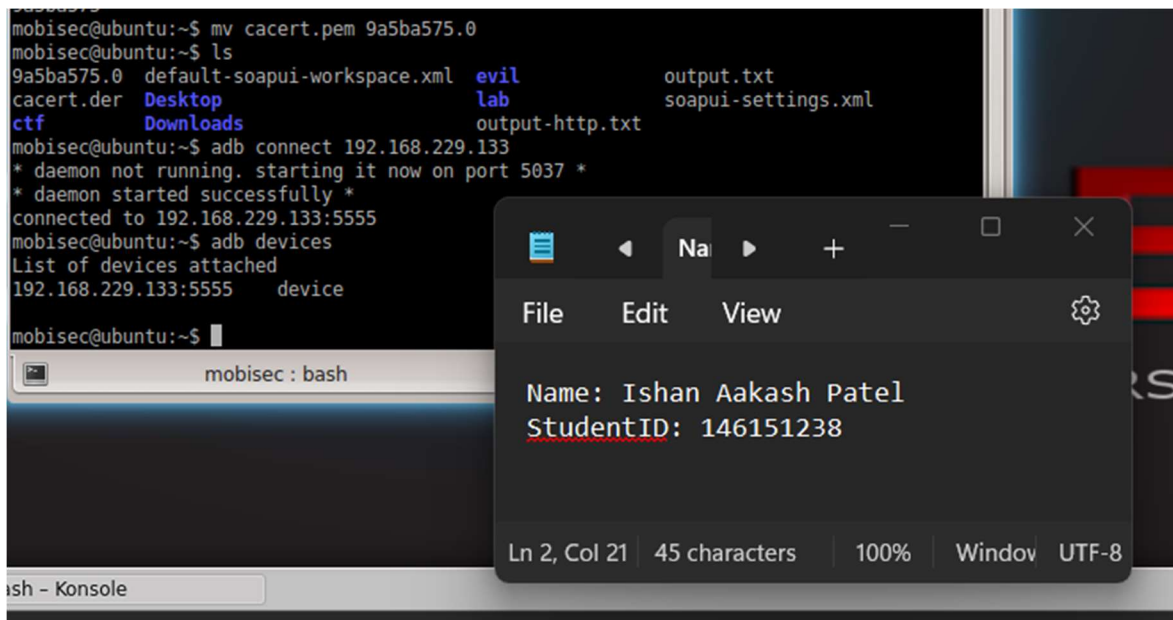 mobisec@ubuntu:~$ mv cacert.pem 9a5ba575.0
mobisec@ubuntu:~$ ls
9a5ba575.0 default-soapui-workspace.xml evil output.txt
cacert.der Desktop lab soapui-settings.xml
ctf Downloads output-http.txt
mobisec@ubuntu:~$ adb connect 192.168.229.133
* daemon not running. starting it now on port 5037 *
* daemon started successfully *
connected to 192.168.229.133:5555
mobisec@ubuntu:~$ adb devices
List of devices attached
192.168.229.133:5555 device
mobisec@ubuntu:~$
mobisec : bash
Na
File Edit View
Name: Ishan Aakash Patel
StudentID: 146151238
Ln 2, Col 21 45 characters 100% Window UTF-8
ash – Konsole